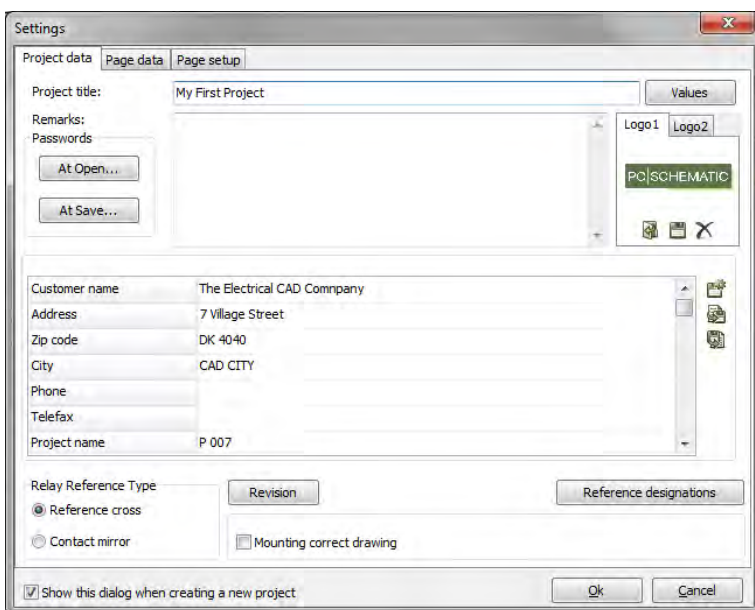 Settings
Project data Page data Page setup
Project title: My First Project Values
Remarks:
Passwords
At Open...
At Save...
Logo1 Logo2
PC|SCHEMATIC
Customer name The Electrical CAD Comnpany
Address 7 Village Street
Zip code DK 4040
City CAD CITY
Phone
Telefax
Project name P 007
Relay Reference Type
Reference cross
Contact mirror
Revision Reference designations
Mounting correct drawing
Show this dialog when creating a new project Ok Cancel